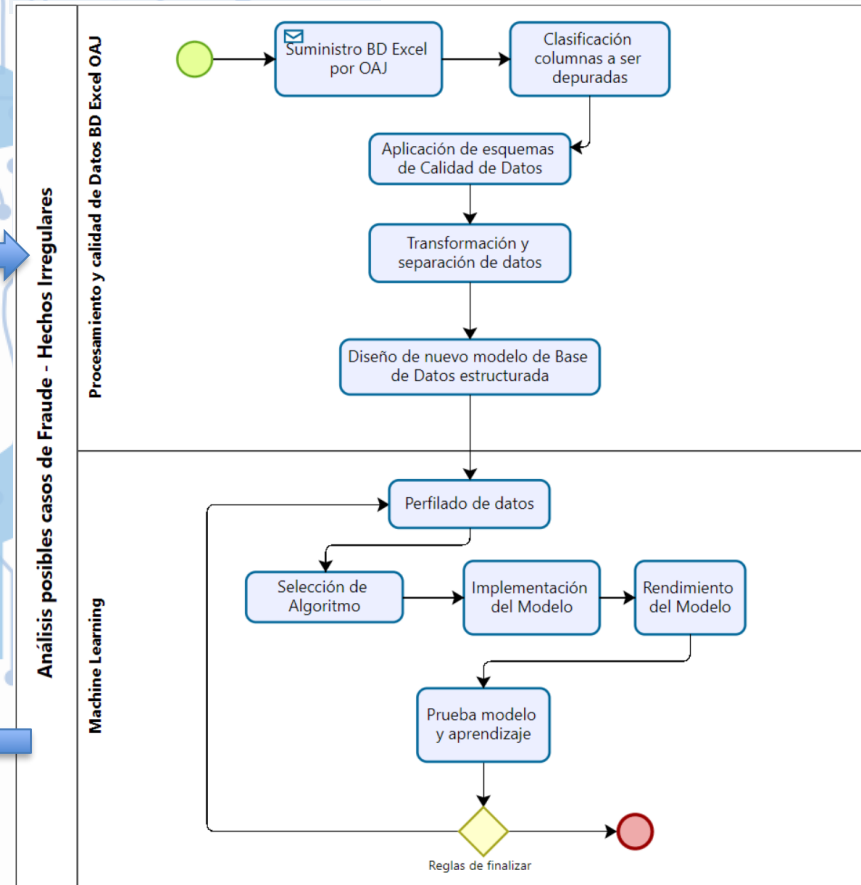 Análisis posibles casos de Fraude - Hechos Irregulares
Procesamiento y calidad de Datos BD Excel OAJ
Suministro BD Excel
por OAJ
Clasificación
columnas a ser
depuradas
Aplicación de esquemas
de Calidad de Datos
Transformación y
separación de datos
Diseño de nuevo modelo de Base
de Datos estructurada
Machine Learning
Perfilado de datos
Selección de
Algoritmo
Implementación
del Modelo
Rendimiento
del Modelo
Prueba modelo
y aprendizaje
Reglas de finalizar